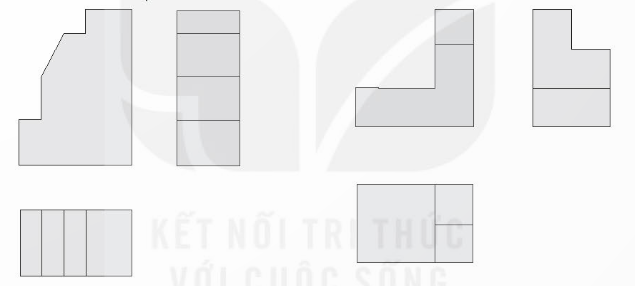 KẾT NỐI TRI THỨC
VỚI CUỘC SỐNG